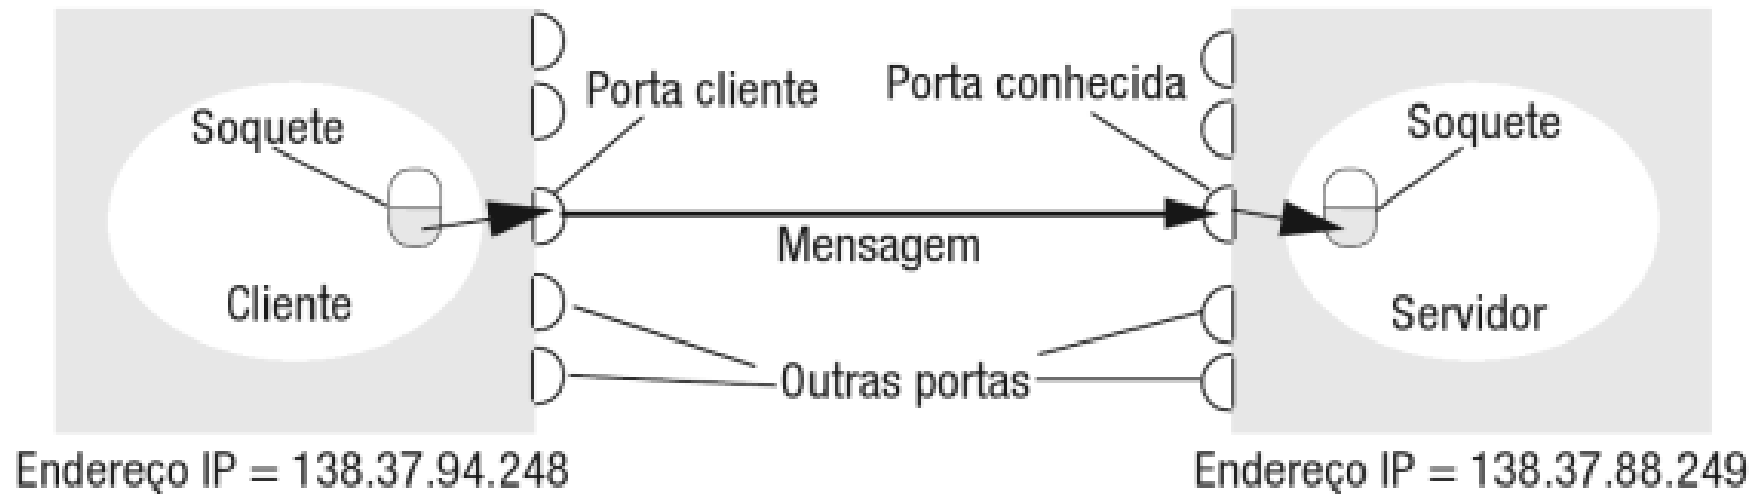 Porta cliente
Porta conhecida
Soquete
Soquete
Mensagem
Cliente
Servidor
Outras portas
Endereço IP = 138.37.94.248
Endereço IP = 138.37.88.249